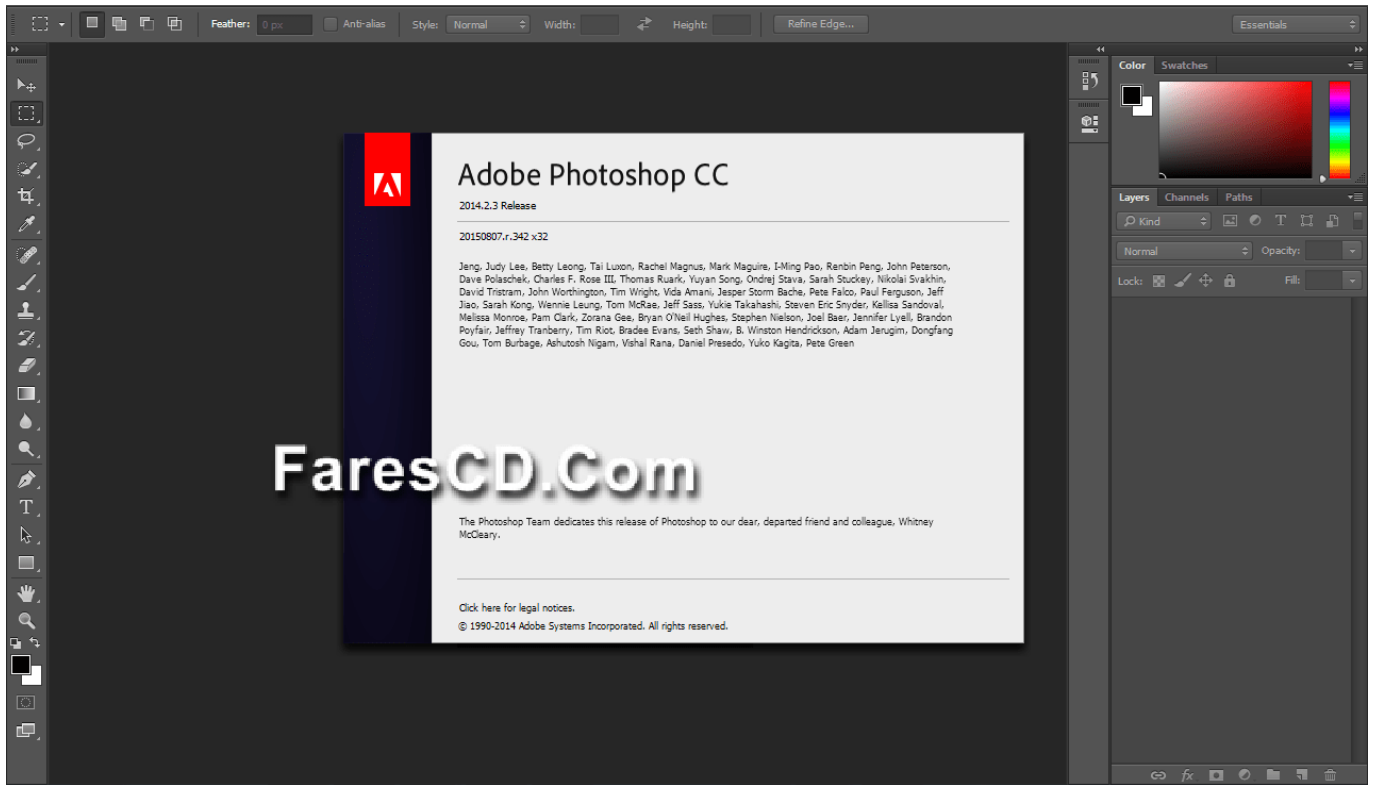 Feather: 0 px Anti-alias Style: Normal Width: Height: Refine Edge... Essentials
Color Swatches
Adobe Photoshop CC
2014.2.3 Release
20150807.r.342 x32
Jeng, Judy Lee, Betty Leong, Tai Luxon, Rachel Magnus, Mark Maguire, I-Ming Pao, Renbin Peng, John Peterson,
Dave Polaschek, Charles F. Rose III, Thomas Ruark, Yuyan Song, Ondrej Stava, Sarah Stuckey, Nikolai Svakhin,
David Tristram, John Worthington, Tim Wright, Vida Amani, Jesper Storm Bache, Pete Falco, Paul Ferguson, Jeff
Jiao, Sarah Kong, Wennie Leung, Tom McRae, Jeff Sass, Yukie Takahashi, Steven Eric Snyder, Kellisa Sandoval,
Melissa Monroe, Pam Clark, Zorana Gee, Bryan O'Neil Hughes, Stephen Nielson, Joel Baer, Jennifer Lyell, Brandon
Poyfair, Jeffrey Tranberry, Tim Riot, Bradee Evans, Seth Shaw, B. Winston Hendrickson, Adam Jerugim, Dongfang
Gou, Tom Burbage, Ashutosh Nigam, Vishal Rana, Daniel Presedo, Yuko Kagita, Pete Green
FaresCD.Com
The Photoshop Team dedicates this release of Photoshop to our dear, departed friend and colleague, Whitney
McCleary.
Click here for legal notices.
© 1990-2014 Adobe Systems Incorporated. All rights reserved.
Layers Channels Paths
Kind
Normal Opacity:
Lock: Fill:
fx